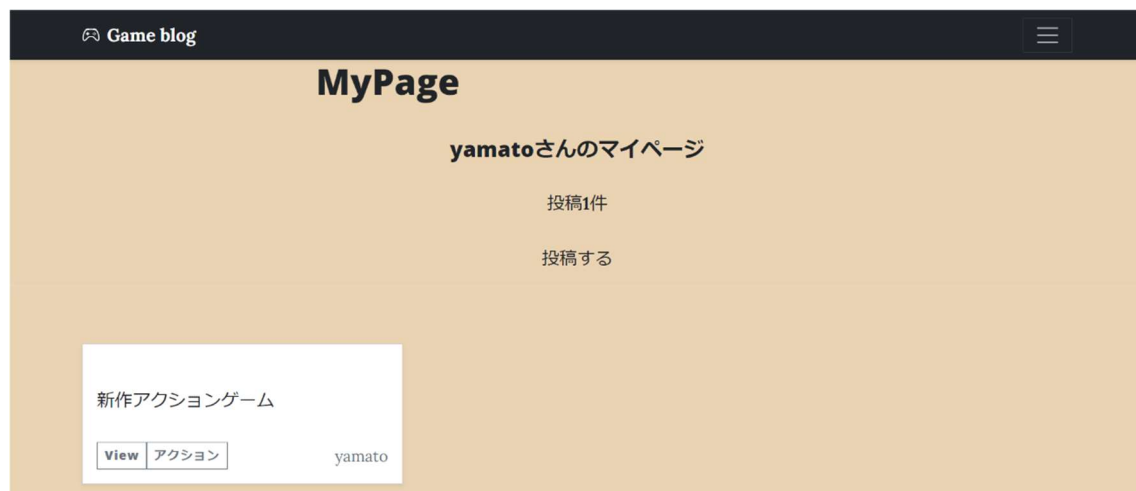 Game blog
MyPage
yamatoさんのマイページ
投稿1件
投稿する
新作アクションゲーム
View アクション yamato